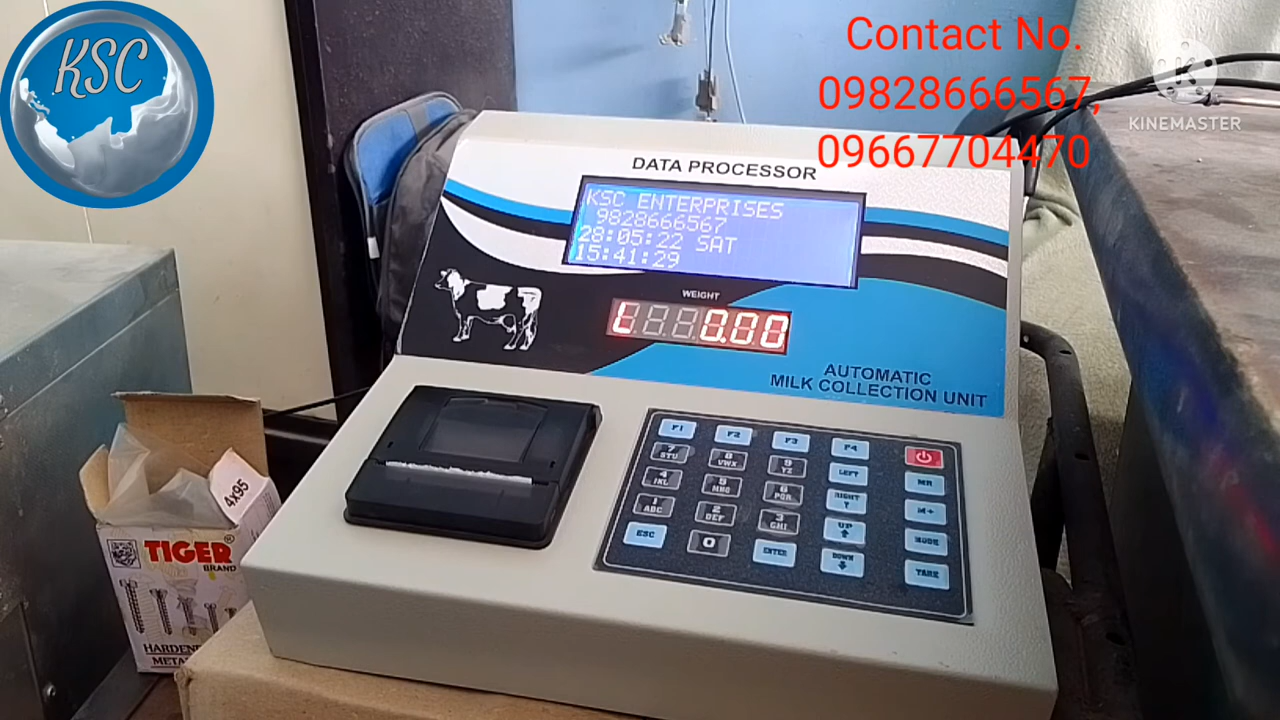 KSC
Contact No.
09828666567,
09667704470
KINEMASTER
DATA PROCESSOR
KSC ENTERPRISES
9828666567
28:05:22 SAT
15:41:29
WEIGHT
L 0.00
AUTOMATIC
MILK COLLECTION UNIT
F1 F2 F3 F4
7 STU 8 VWX 9 YZ LEFT MR
4 JKL 5 MNO 6 PQR RIGHT M+
1 ABC 2 DEF 3 GHI UP MODE
ESC 0 ENTER DOWN TARE
4x95
TIGER
BRAND
HARDEN
META